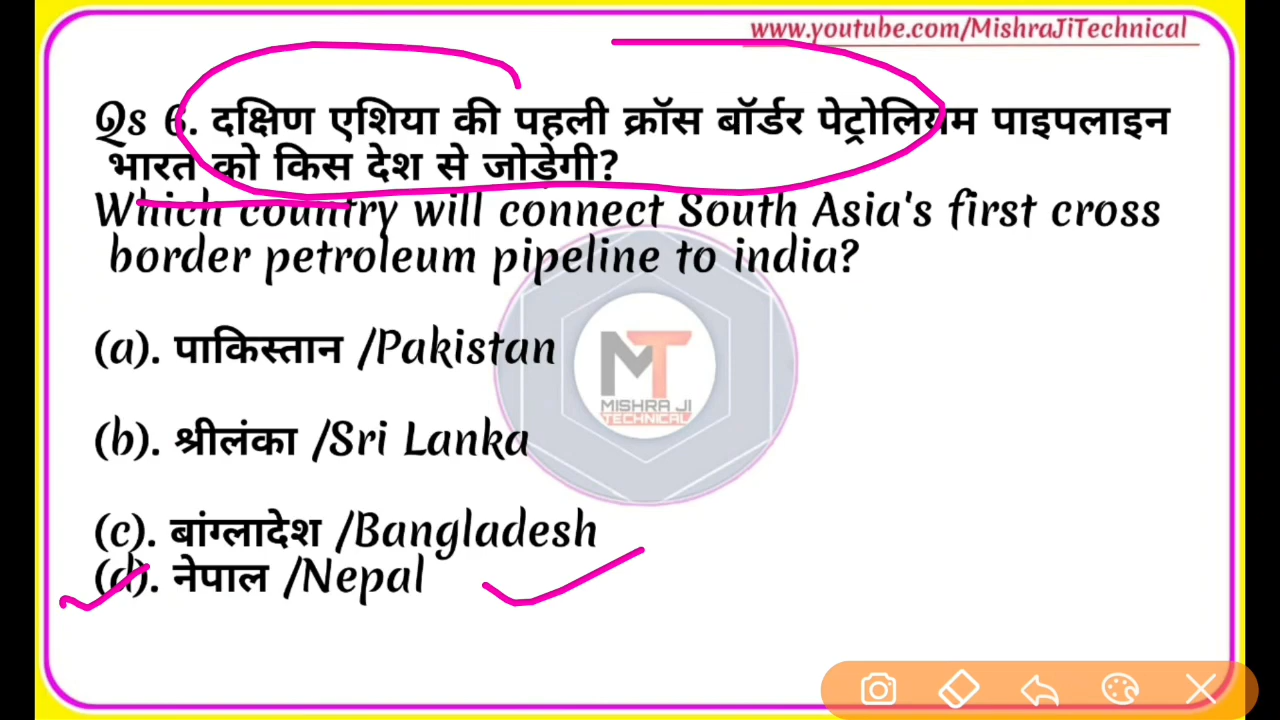 www.youtube.com/MishraJiTechnical
Qs 6. दक्षिण एशिया की पहली क्रॉस बॉर्डर पेट्रोलियम पाइपलाइन
भारत को किस देश से जोड़ेगी?
Which country will connect South Asia's first cross
border petroleum pipeline to india?
(a). पाकिस्तान /Pakistan
MT
MISHRA JI
TECHNICAL
(b). श्रीलंका /Sri Lanka
(c). बांग्लादेश /Bangladesh
(d). नेपाल /Nepal